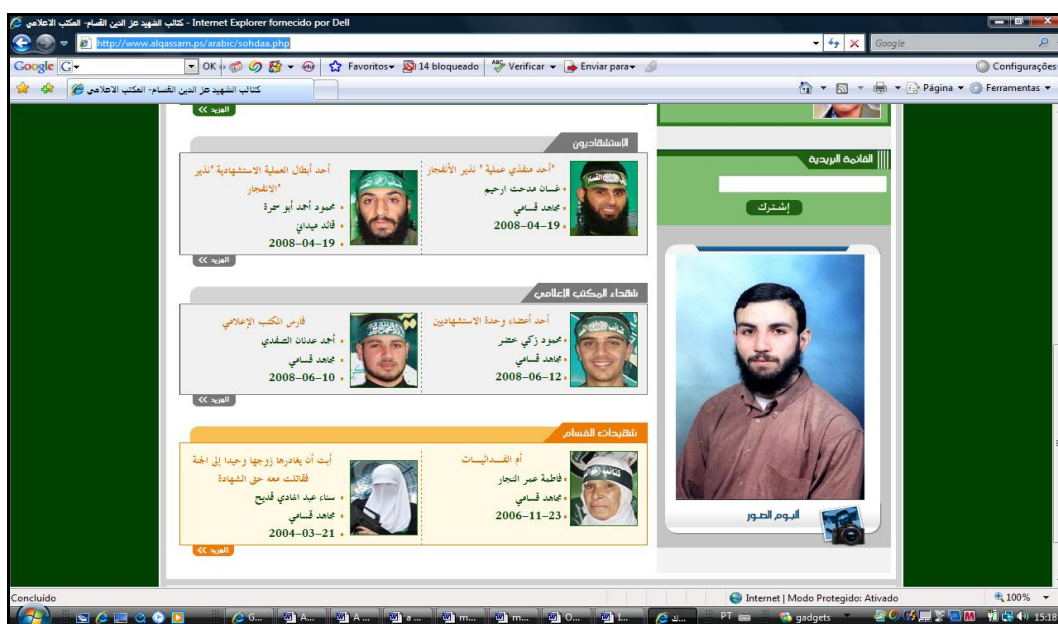 كتائب الشهيد عز الدين القسام- المكتب الاعلامي - Internet Explorer fornecido por Dell
http://www.alqassam.ps/arabic/sohdaa.php
Google
Google G OK Favoritos 14 bloqueado Verificar Enviar para Configurações
كتائب الشهيد عز الدين القسام- المكتب الاعلامي
Página Ferramentas
المزيد >>
القائمة البريدية
إشترك
ألبوم الصور
الاستشهاديون
"أحد منفذي عملية " نذير الأنفجار
غسان مدحت ارحيم
مجاهد قسامي
2008-04-19
أحد أبطال العملية الاستشهادية "نذير
الانفجار"
محمود أحمد أبو سمرة
قائد ميداني
2008-04-19
المزيد >>
شهداء المكتب الإعلامي
أحد أعضاء وحدة الاستشهاديين
محمود زكي خضر
مجاهد قسامي
2008-06-12
فارس المكتب الإعلامي
أحمد عدنان الصفدي
مجاهد قسامي
2008-06-10
المزيد >>
شهيدات القسام
أم الفـدائيـات
فاطمة عمر النجار
مجاهد قسامي
2006-11-23
أبت أن يغادرها زوجها وحيدا إلى الجنة
فقاتلت معه حتى الشهادة
سناء عبد الهادي قديح
مجاهد قسامي
2004-03-21
المزيد >>
Concluído
Internet | Modo Protegido: Ativado
100%
G... A... A... a... m... m... O... 1... PT gadgets 15:18